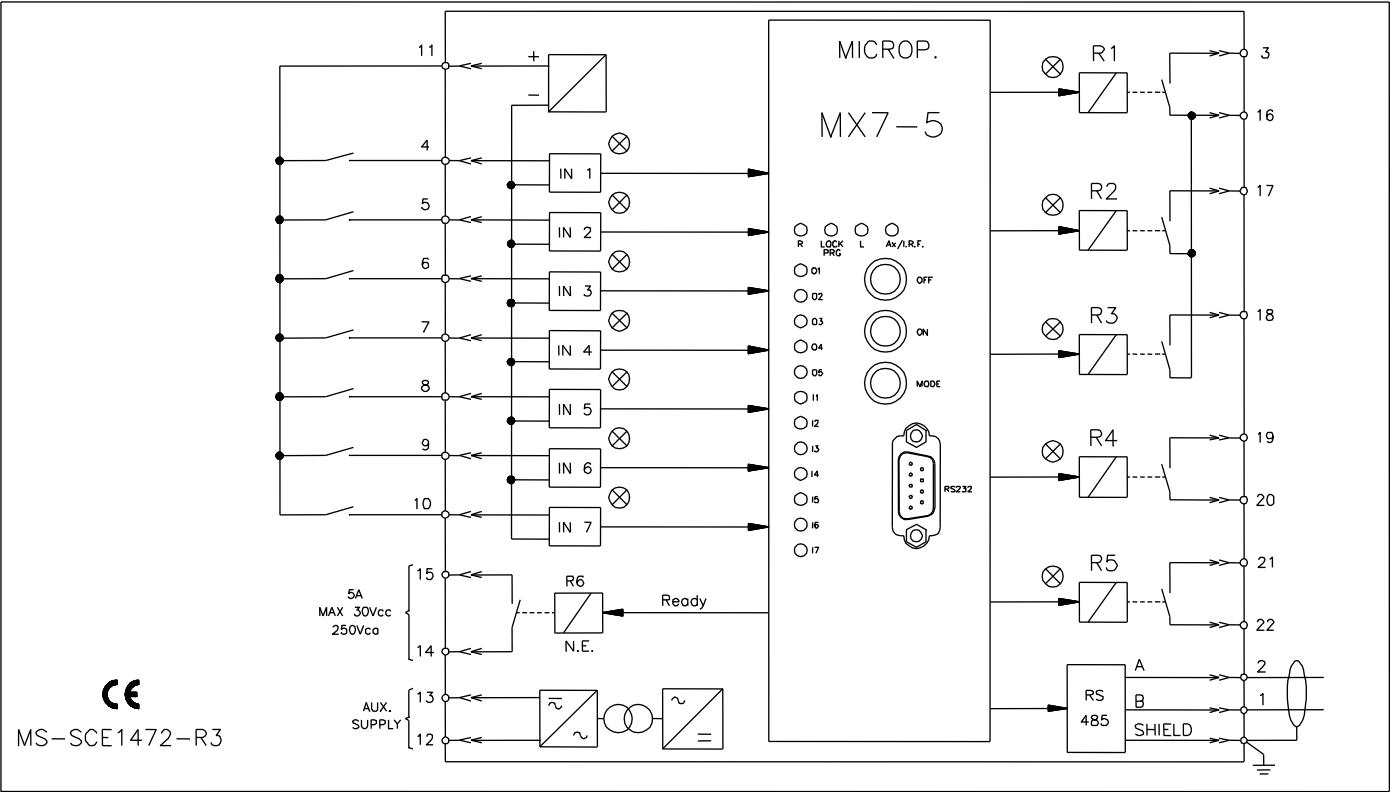 11
+
−
4
IN 1
5
IN 2
6
IN 3
7
IN 4
8
IN 5
9
IN 6
10
IN 7
15
5A
MAX 30Vcc
250Vca
14
R6
N.E.
Ready
AUX.
SUPPLY
13
12
CE
MS-SCE1472-R3
MICROP.
MX7-5
R
LOCK
PRG
L
Ax/I.R.F.
O1
O2
O3
O4
O5
I1
I2
I3
I4
I5
I6
I7
OFF
ON
MODE
RS232
R1
3
16
R2
17
R3
18
R4
19
20
R5
21
22
RS
485
A
2
B
1
SHIELD